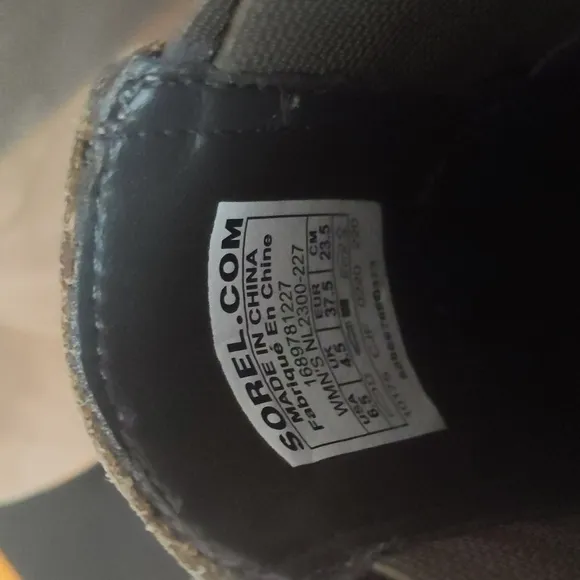 SOREL.COM
MADE IN CHINA
Fabriqué En Chine
1689781227
WMN'S NL2300-227
USA UK EUR CM
6.5 4.5 37.5 23.5